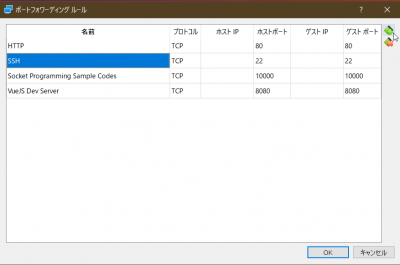 ポートフォワーディング ルール
名前 プロトコル ホスト IP ホストポート ゲスト IP ゲスト ポート
HTTP TCP 80 80
SSH TCP 22 22
Socket Programming Sample Codes TCP 10000 10000
VueJS Dev Server TCP 8080 8080
OK キャンセル